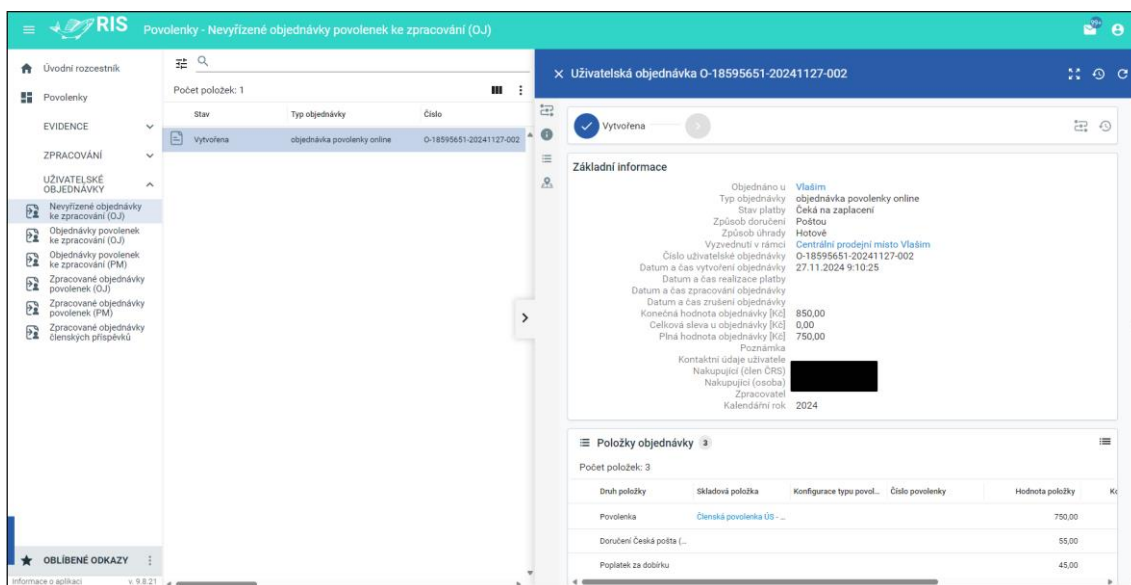 RIS
Povolenky - Nevyřízené objednávky povolenek ke zpracování (OJ)
99+
Úvodní rozcestník
Povolenky
EVIDENCE
ZPRACOVÁNÍ
UŽIVATELSKÉ
OBJEDNÁVKY
Nevyřízené objednávky
ke zpracování (OJ)
Objednávky povolenek
ke zpracování (OJ)
Objednávky povolenek
ke zpracování (PM)
Zpracované objednávky
povolenek (OJ)
Zpracované objednávky
povolenek (PM)
Zpracované objednávky
členských příspěvků
OBLÍBENÉ ODKAZY
Informace o aplikaci v. 9.8.21
Počet položek: 1
Stav Typ objednávky Číslo
Vytvořena objednávka povolenky online O-18595651-20241127-002
Uživatelská objednávka O-18595651-20241127-002
Vytvořena
Základní informace
Objednáno u Vlašim
Typ objednávky objednávka povolenky online
Stav platby Čeká na zaplacení
Způsob doručení Poštou
Způsob úhrady Hotově
Vyzvednutí v rámci Centrální prodejní místo Vlašim
Číslo uživatelské objednávky O-18595651-20241127-002
Datum a čas vytvoření objednávky 27.11.2024 9:10:25
Datum a čas realizace platby
Datum a čas zpracování objednávky
Datum a čas zrušení objednávky
Konečná hodnota objednávky [Kč] 850,00
Celková sleva u objednávky [Kč] 0,00
Plná hodnota objednávky [Kč] 750,00
Poznámka
Kontaktní údaje uživatele
Nakupující (člen ČRS)
Nakupující (osoba)
Zpracovatel
Kalendářní rok 2024
Položky objednávky 3
Počet položek: 3
Druh položky Skladová položka Konfigurace typu povol... Číslo povolenky Hodnota položky Kc
Povolenka Členská povolenka ÚS - ... 750,00
Doručení Česká pošta (... 55,00
Poplatek za dobírku 45,00